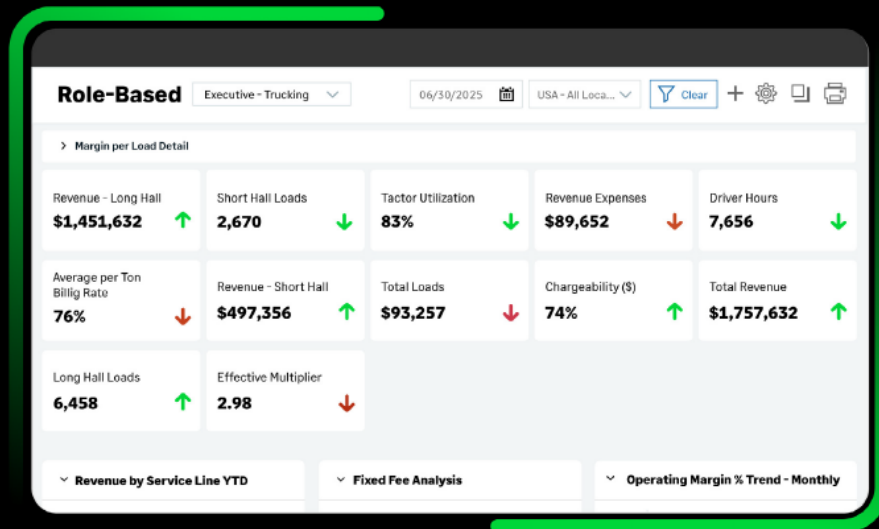 Role-Based
Executive - Trucking
06/30/2025
USA - All Loca...
Clear
Margin per Load Detail
Revenue - Long Hall
$1,451,632
Short Hall Loads
2,670
Tactor Utilization
83%
Revenue Expenses
$89,652
Driver Hours
7,656
Average per Ton
Billig Rate
76%
Revenue - Short Hall
$497,356
Total Loads
$93,257
Chargeability ($)
74%
Total Revenue
$1,757,632
Long Hall Loads
6,458
Effective Multiplier
2.98
Revenue by Service Line YTD
Fixed Fee Analysis
Operating Margin % Trend - Monthly